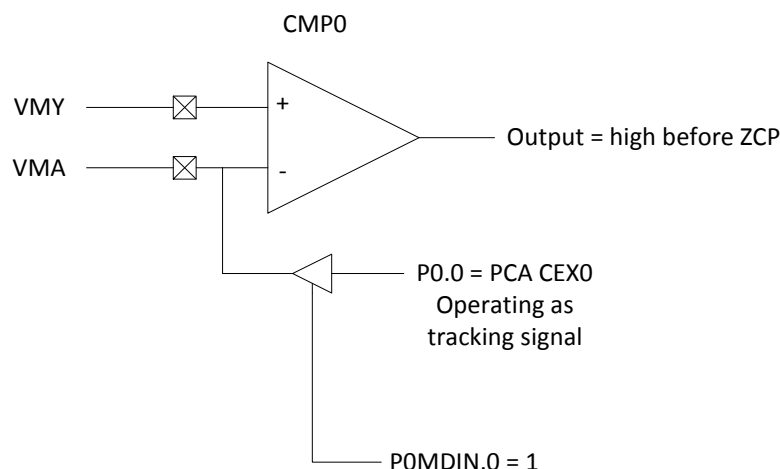 CMP0
VMY
+
Output = high before ZCP
VMA
-
P0.0 = PCA CEX0
Operating as
tracking signal
P0MDIN.0 = 1